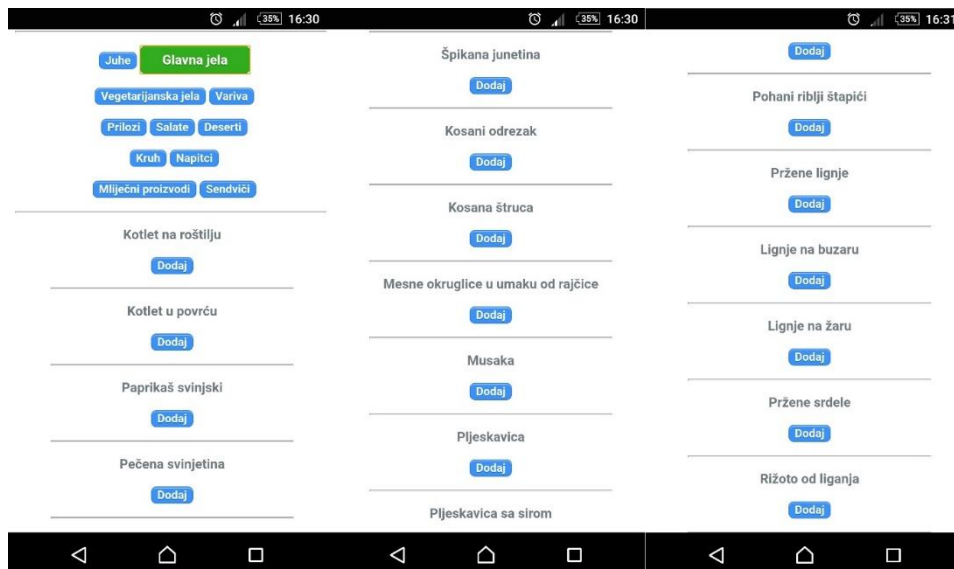 35% 16:30
Juhe Glavna jela
Vegetarijanska jela Variva
Prilozi Salate Deserti
Kruh Napitci
Mliječni proizvodi Sendviči
Kotlet na roštilju
Dodaj
Kotlet u povrću
Dodaj
Paprikaš svinjski
Dodaj
Pečena svinjetina
Dodaj
35% 16:30
Špikana junetina
Dodaj
Kosani odrezak
Dodaj
Kosana štruca
Dodaj
Mesne okruglice u umaku od rajčice
Dodaj
Musaka
Dodaj
Pljeskavica
Dodaj
Pljeskavica sa sirom
35% 16:31
Dodaj
Pohani riblji štapići
Dodaj
Pržene lignje
Dodaj
Lignje na buzaru
Dodaj
Lignje na žaru
Dodaj
Pržene srdele
Dodaj
Rižoto od liganja
Dodaj